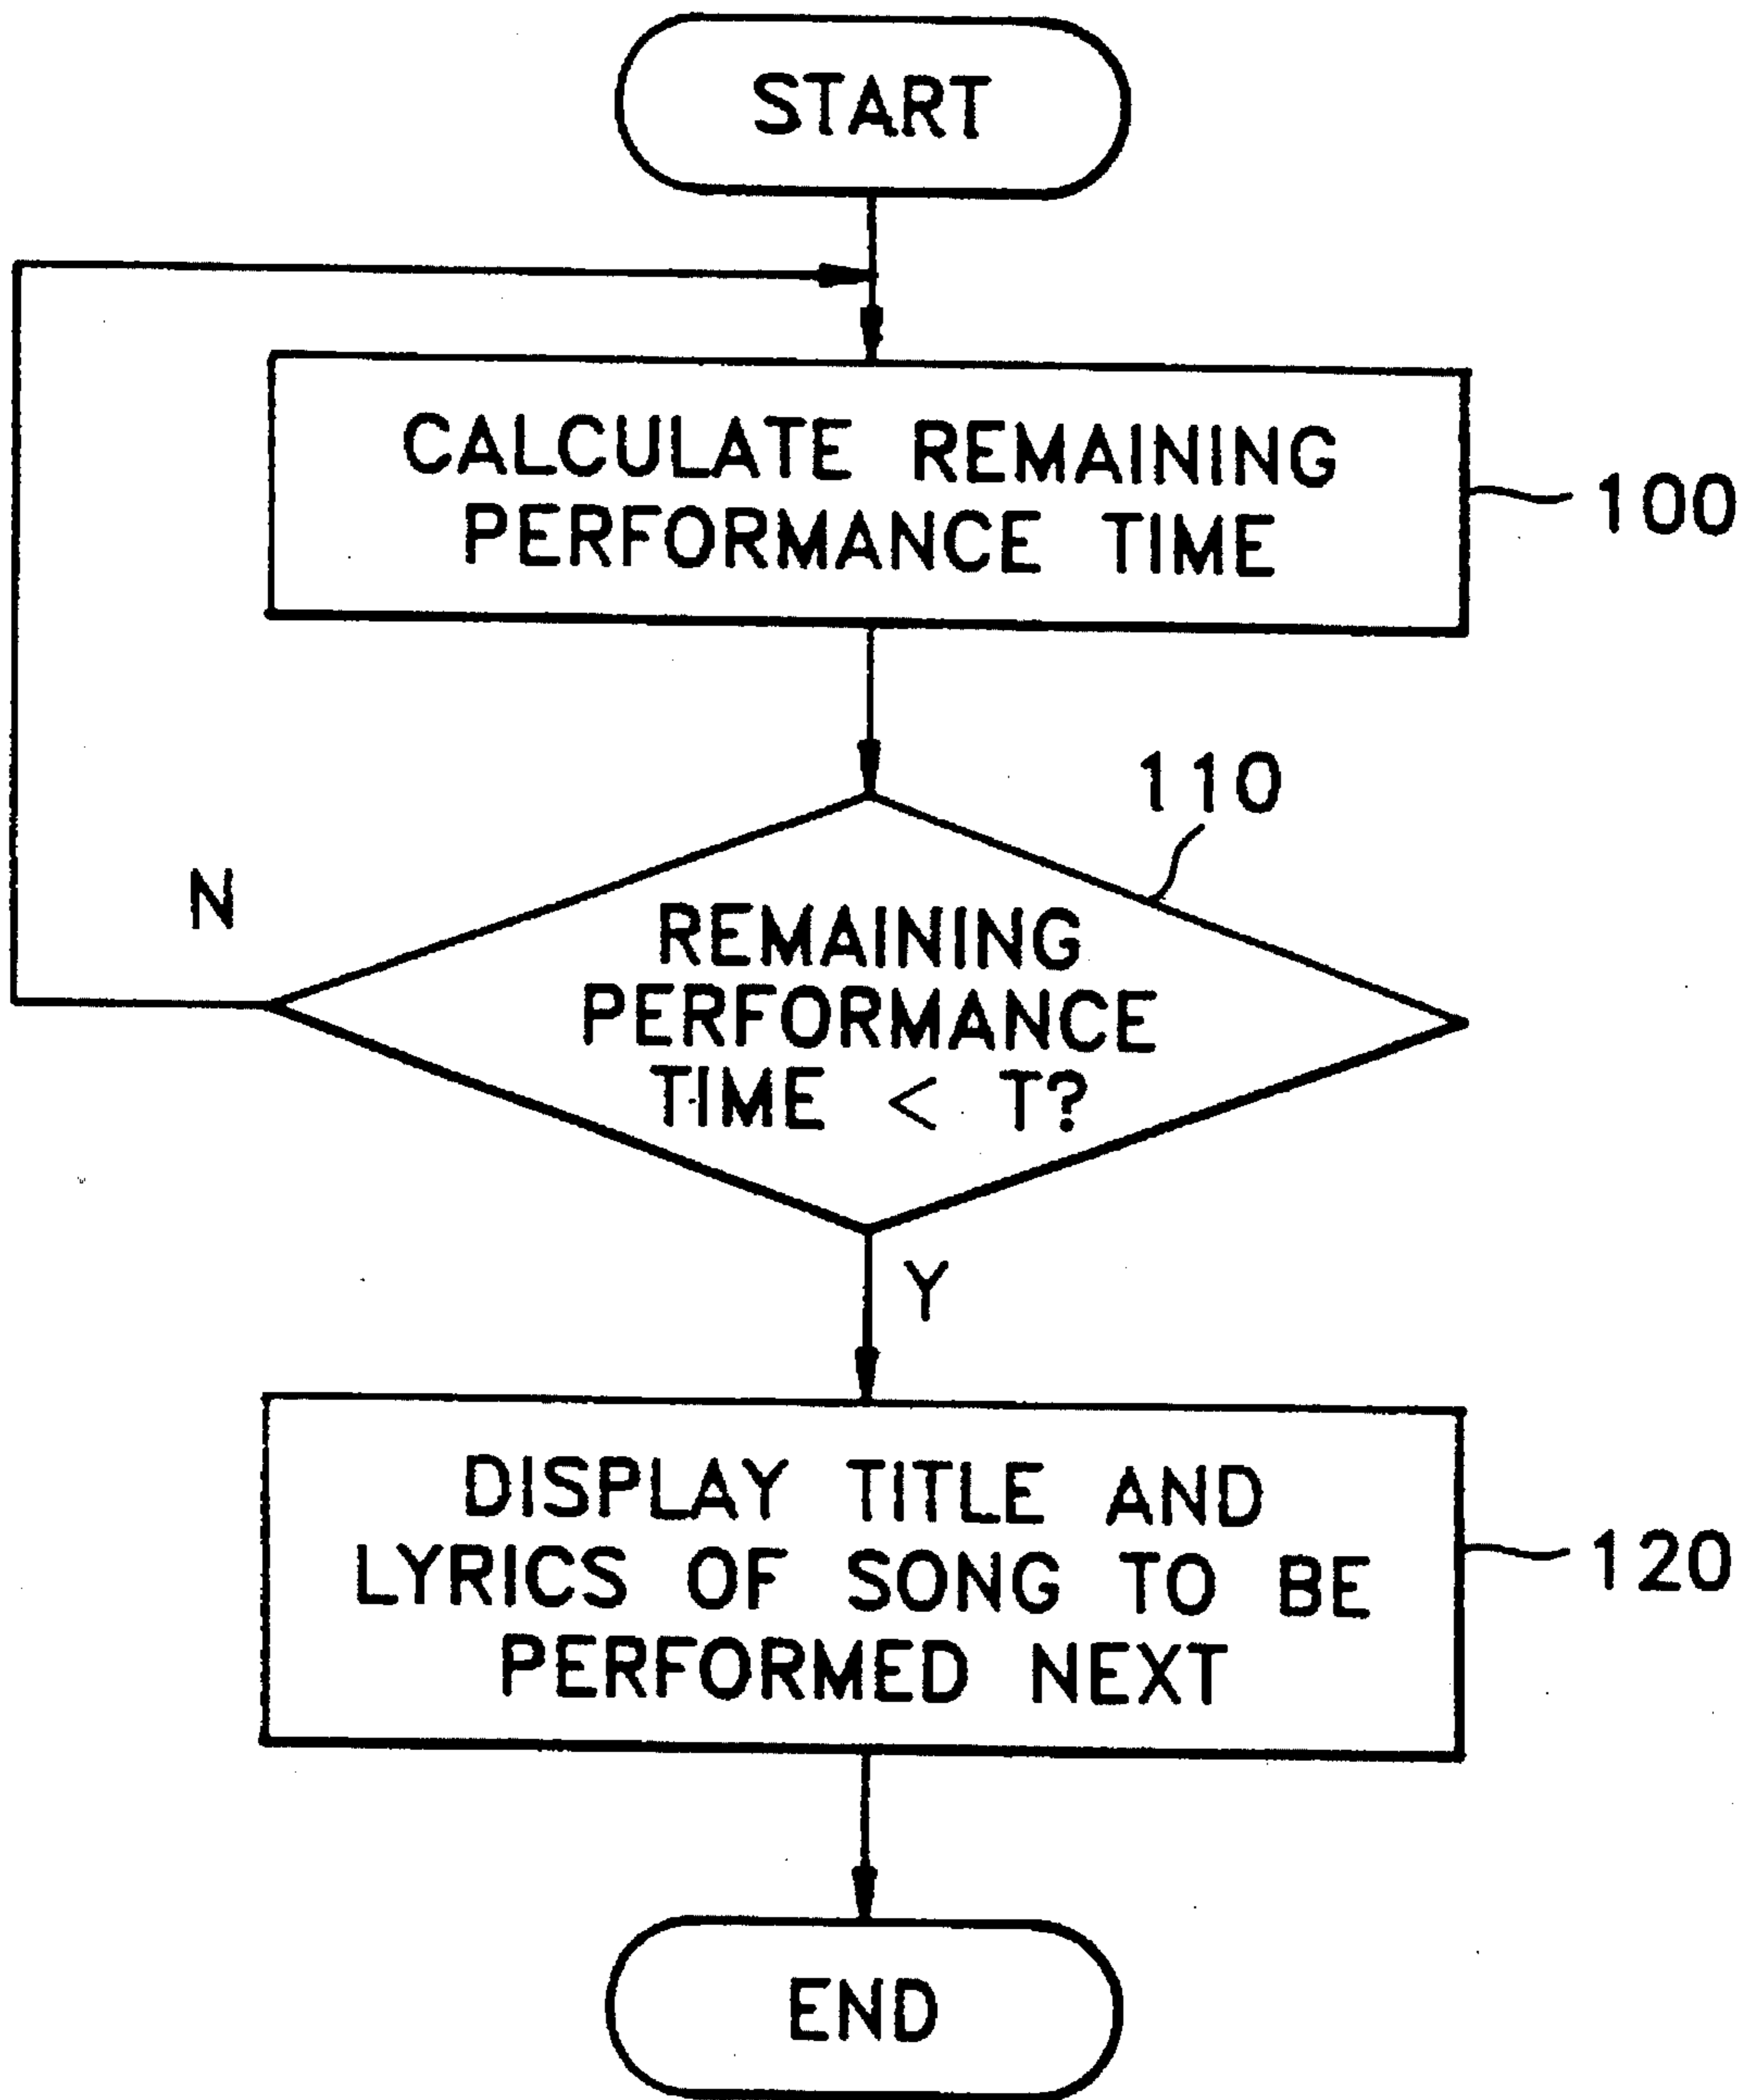 START
CALCULATE REMAINING
PERFORMANCE TIME
100
110
N
REMAINING
PERFORMANCE
TIME < T?
Y
DISPLAY TITLE AND
LYRICS OF SONG TO BE
PERFORMED NEXT
120
END